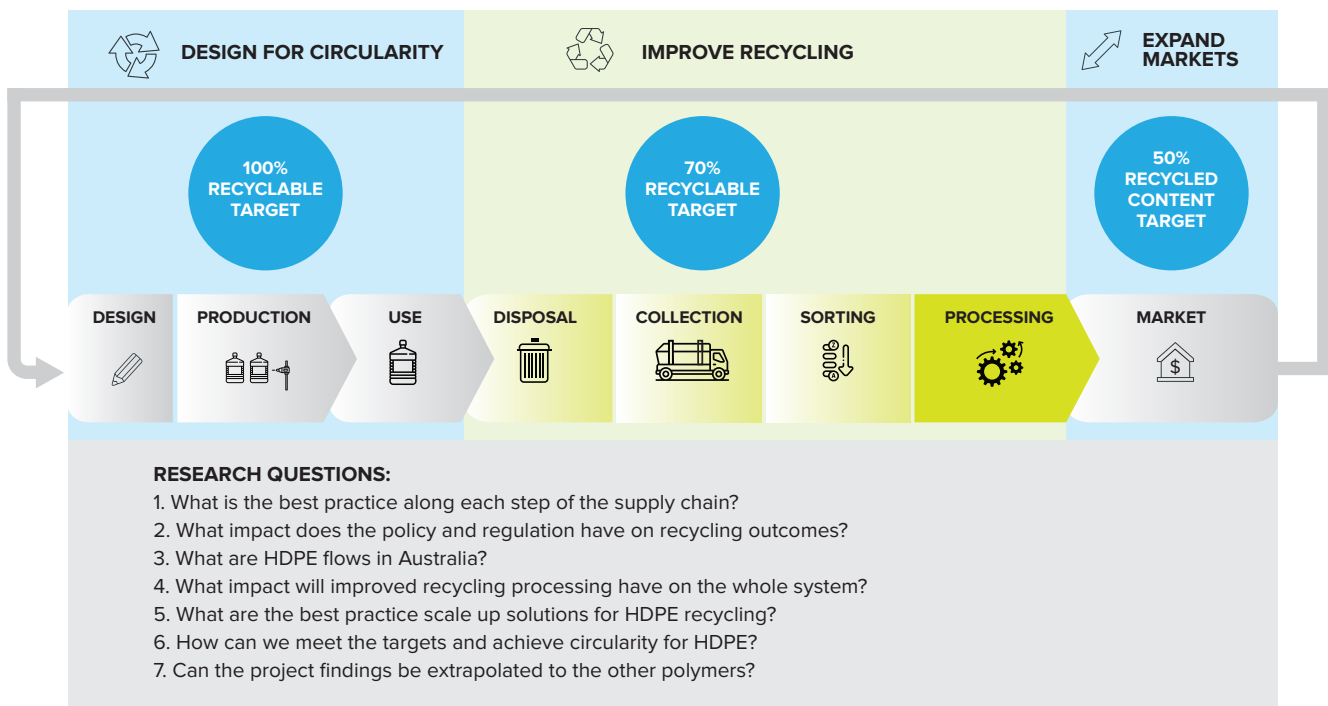 DESIGN FOR CIRCULARITY
IMPROVE RECYCLING
EXPAND
MARKETS
100%
RECYCLABLE
TARGET
70%
RECYCLABLE
TARGET
50%
RECYCLED
CONTENT
TARGET
DESIGN
PRODUCTION
USE
DISPOSAL
COLLECTION
SORTING
PROCESSING
MARKET
2
A
$
RESEARCH QUESTIONS:
1. What is the best practice along each step of the supply chain?
2. What impact does the policy and regulation have on recycling outcomes?
3. What are HDPE flows in Australia?
4. What impact will improved recycling processing have on the whole system?
5. What are the best practice scale up solutions for HDPE recycling?
6. How can we meet the targets and achieve circularity for HDPE?
7. Can the project findings be extrapolated to the other polymers?